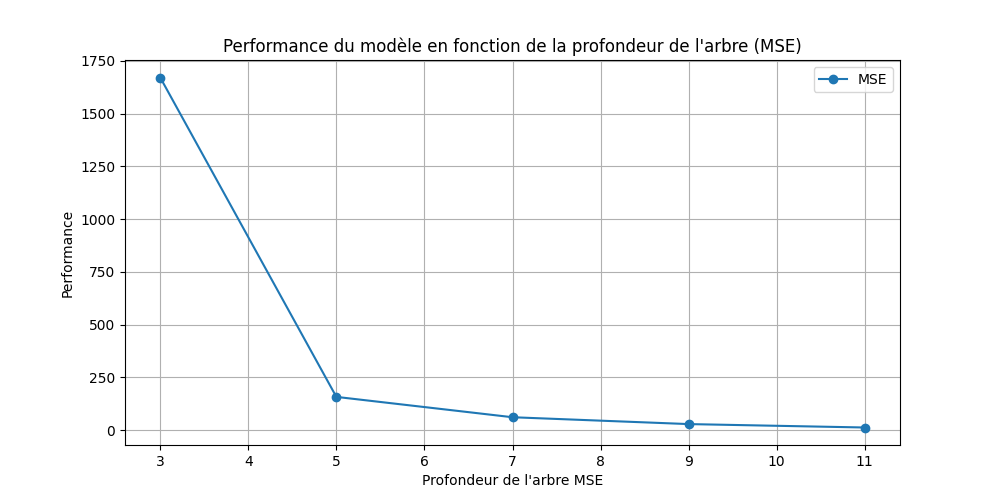 Performance du modèle en fonction de la profondeur de l'arbre (MSE)
MSE
Performance
1750
1500
1250
1000
750
500
250
0
3 4 5 6 7 8 9 10 11
Profondeur de l'arbre MSE